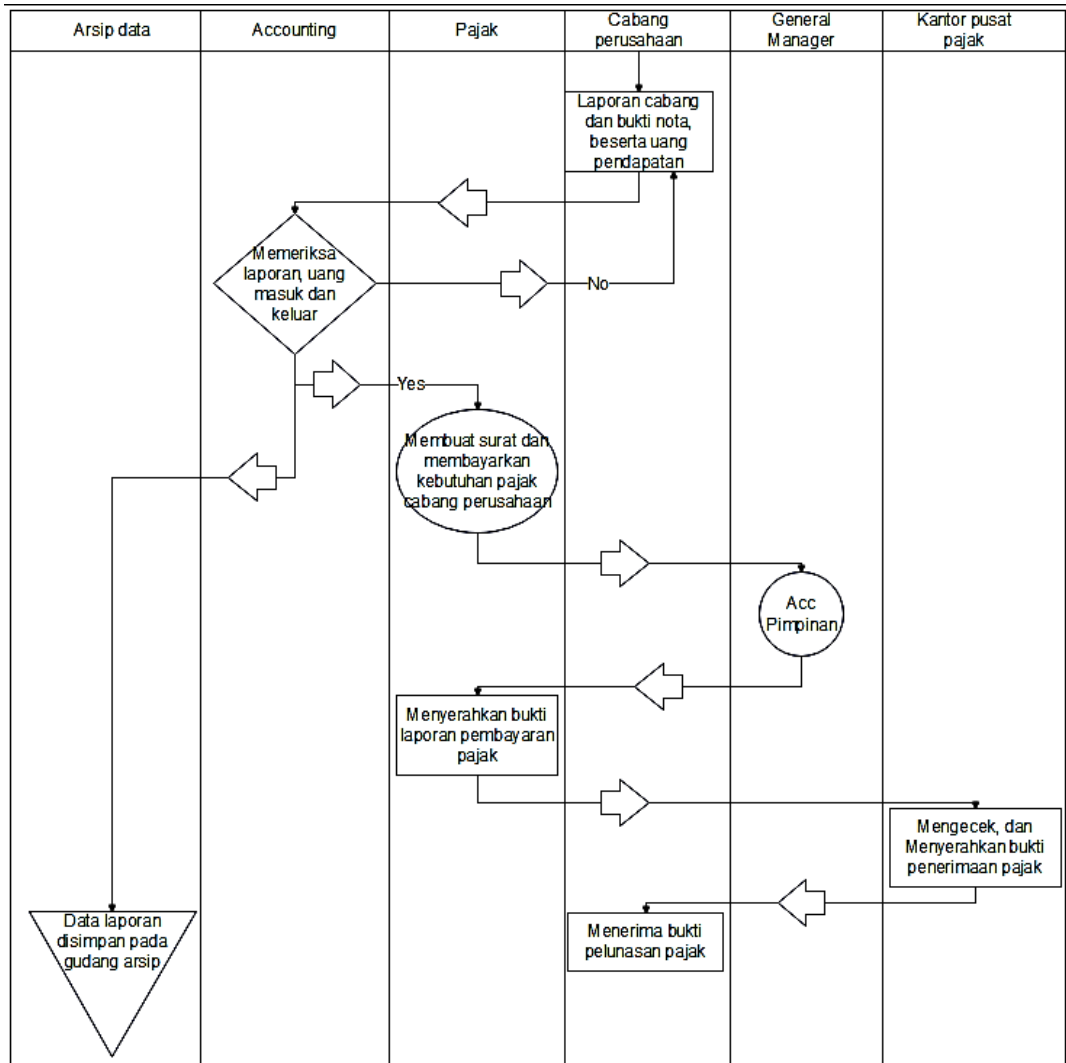 Arsip data
Accounting
Pajak
Cabang
perusahaan
General
Manager
Kantor pusat
pajak
Laporan cabang
dan bukti nota,
beserta uang
pendapatan
Memeriksa
laporan, uang
masuk dan
keluar
No
Yes
Membuat surat dan
membayarkan
kebutuhan pajak
cabang perusahaan
Acc
Pimpinan
Menyerahkan bukti
laporan pembayaran
pajak
Mengecek, dan
Menyerahkan bukti
penerimaan pajak
Data laporan
disimpan pada
gudang arsip
Menerima bukti
pelunasan pajak